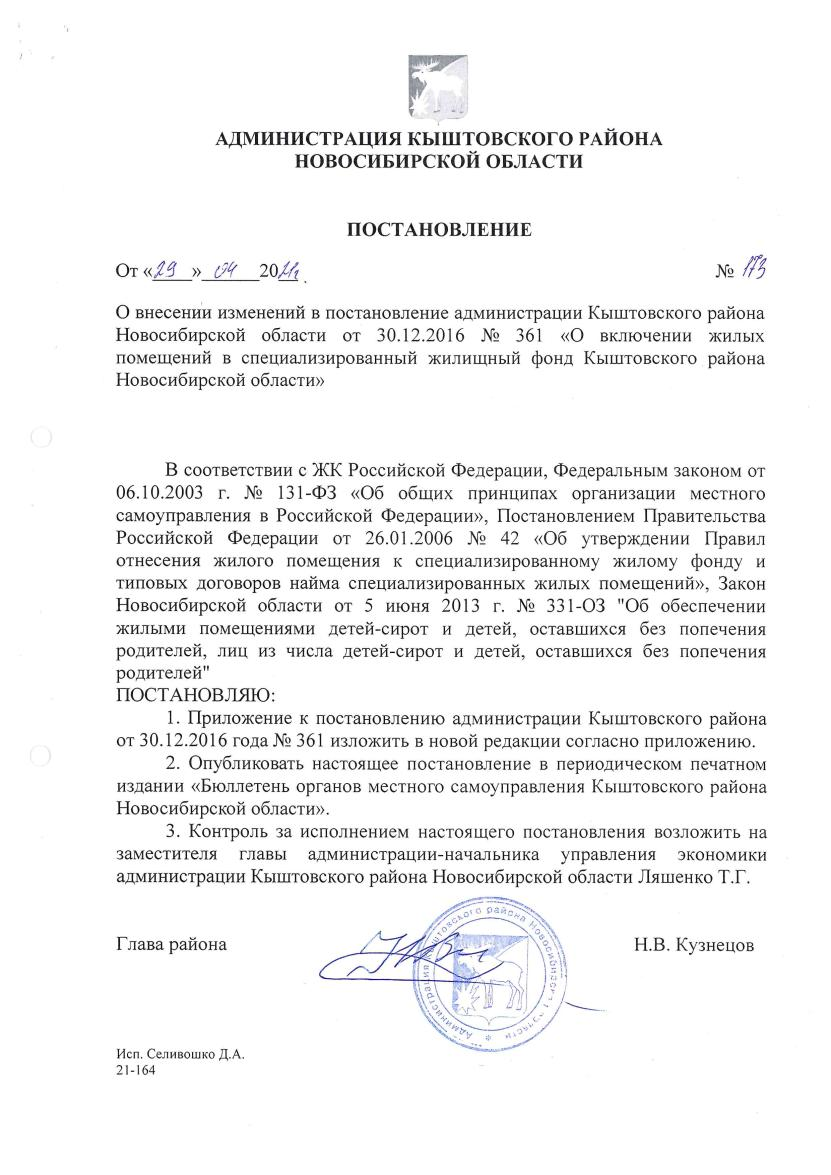 АДМИНИСТРАЦИЯ КЫШТОВСКОГО РАЙОНА
НОВОСИБИРСКОЙ ОБЛАСТИ
ПОСТАНОВЛЕНИЕ
От «29» 04 2021г. № 173
О внесении изменений в постановление администрации Кыштовского района
Новосибирской области от 30.12.2016 № 361 «О включении жилых
помещений в специализированный жилищный фонд Кыштовского района
Новосибирской области»
В соответствии с ЖК Российской Федерации, Федеральным законом от
06.10.2003 г. № 131-ФЗ «Об общих принципах организации местного
самоуправления в Российской Федерации», Постановлением Правительства
Российской Федерации от 26.01.2006 № 42 «Об утверждении Правил
отнесения жилого помещения к специализированному жилому фонду и
типовых договоров найма специализированных жилых помещений», Закон
Новосибирской области от 5 июня 2013 г. № 331-ОЗ "Об обеспечении
жилыми помещениями детей-сирот и детей, оставшихся без попечения
родителей, лиц из числа детей-сирот и детей, оставшихся без попечения
родителей"
ПОСТАНОВЛЯЮ:
1. Приложение к постановлению администрации Кыштовского района
от 30.12.2016 года № 361 изложить в новой редакции согласно приложению.
2. Опубликовать настоящее постановление в периодическом печатном
издании «Бюллетень органов местного самоуправления Кыштовского района
Новосибирской области».
3. Контроль за исполнением настоящего постановления возложить на
заместителя главы администрации-начальника управления экономики
администрации Кыштовского района Новосибирской области Ляшенко Т.Г.
Глава района Н.В. Кузнецов
Администрация Кыштовского района Новосибирской области
Исп. Селивошко Д.А.
21-164